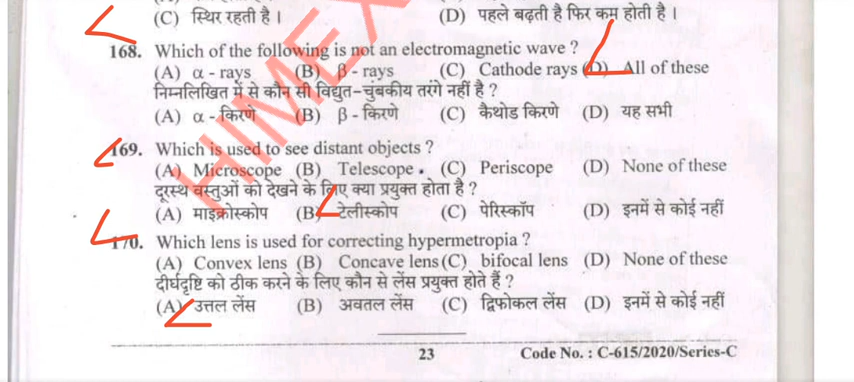 (C) स्थिर रहती है। (D) पहले बढ़ती है फिर कम होती है।
168. Which of the following is not an electromagnetic wave ?
(A) α - rays (B) β - rays (C) Cathode rays (D) All of these
निम्नलिखित में से कौन सी विद्युत-चुंबकीय तरंगे नहीं है ?
(A) α - किरणे (B) β - किरणे (C) कैथोड किरणे (D) यह सभी
169. Which is used to see distant objects ?
(A) Microscope (B) Telescope . (C) Periscope (D) None of these
दूरस्थ वस्तुओं को देखने के लिए क्या प्रयुक्त होता है ?
(A) माइक्रोस्कोप (B) टेलीस्कोप (C) पेरिस्कॉप (D) इनमें से कोई नहीं
170. Which lens is used for correcting hypermetropia ?
(A) Convex lens (B) Concave lens (C) bifocal lens (D) None of these
दीर्घदृष्टि को ठीक करने के लिए कौन से लेंस प्रयुक्त होते हैं ?
(A) उत्तल लेंस (B) अवतल लेंस (C) द्विफोकल लेंस (D) इनमें से कोई नहीं
23 Code No. : C-615/2020/Series-C
HIMEX